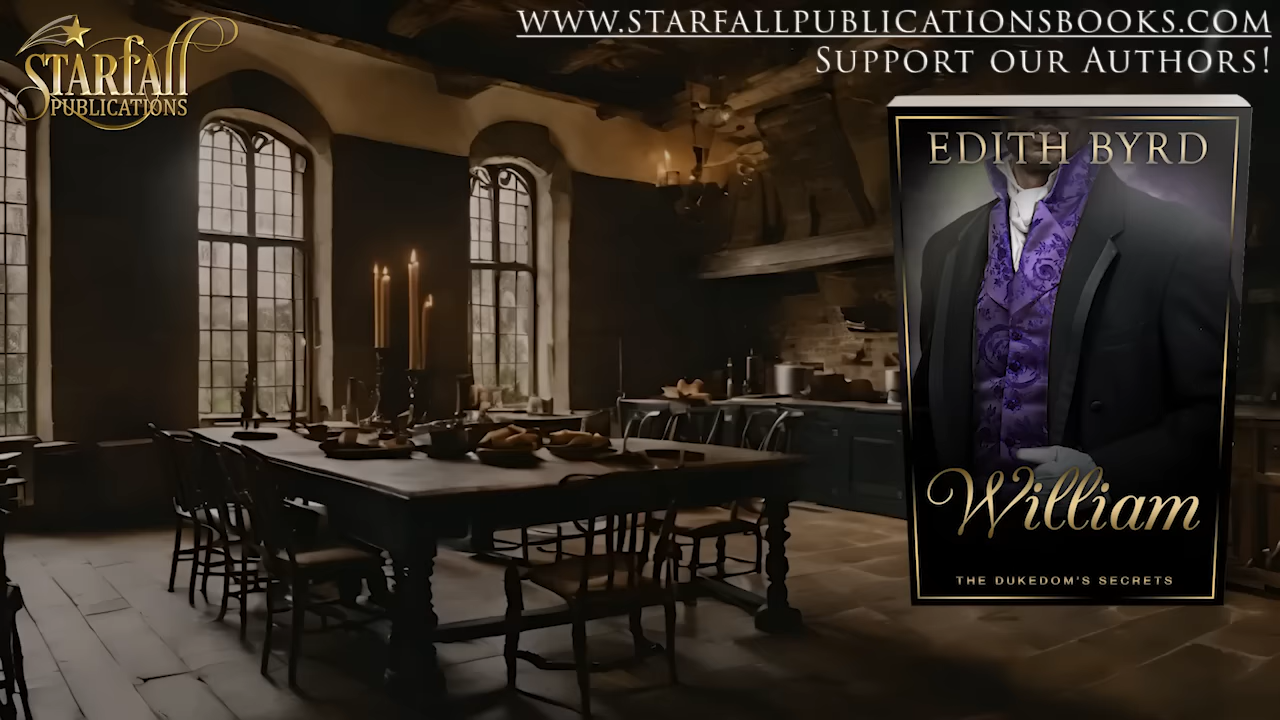 STARfall
PUBLICATIONS
WWW.STARFALLPUBLICATIONSBOOKS.COM
SUPPORT OUR AUTHORS!
EDITH BYRD
William
THE DUKEDOM'S SECRETS